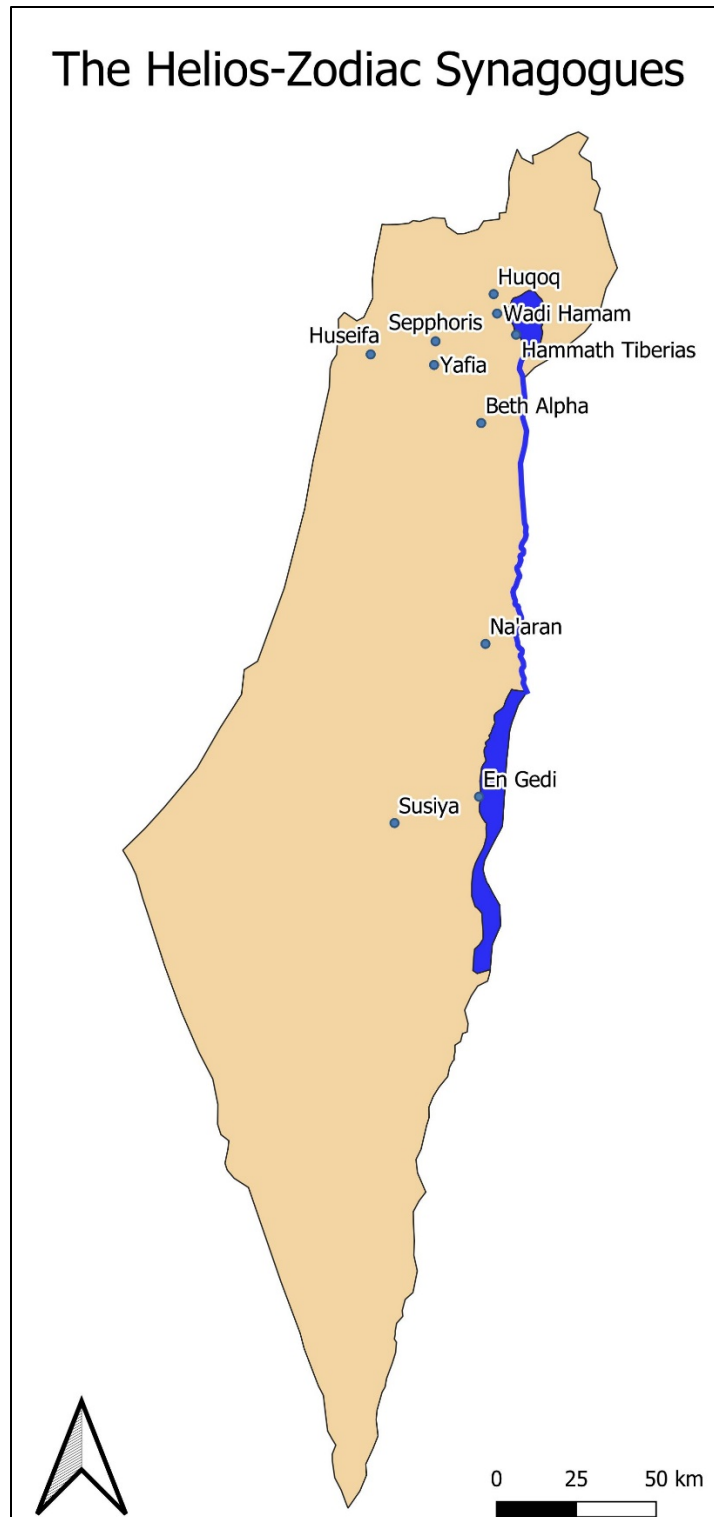 The Helios-Zodiac Synagogues
Huqoq
Wadi Hamam
Sepphoris
Huseifa
Hammath Tiberias
Yafia
Beth Alpha
Na'aran
En Gedi
Susiya
0 25 50 km